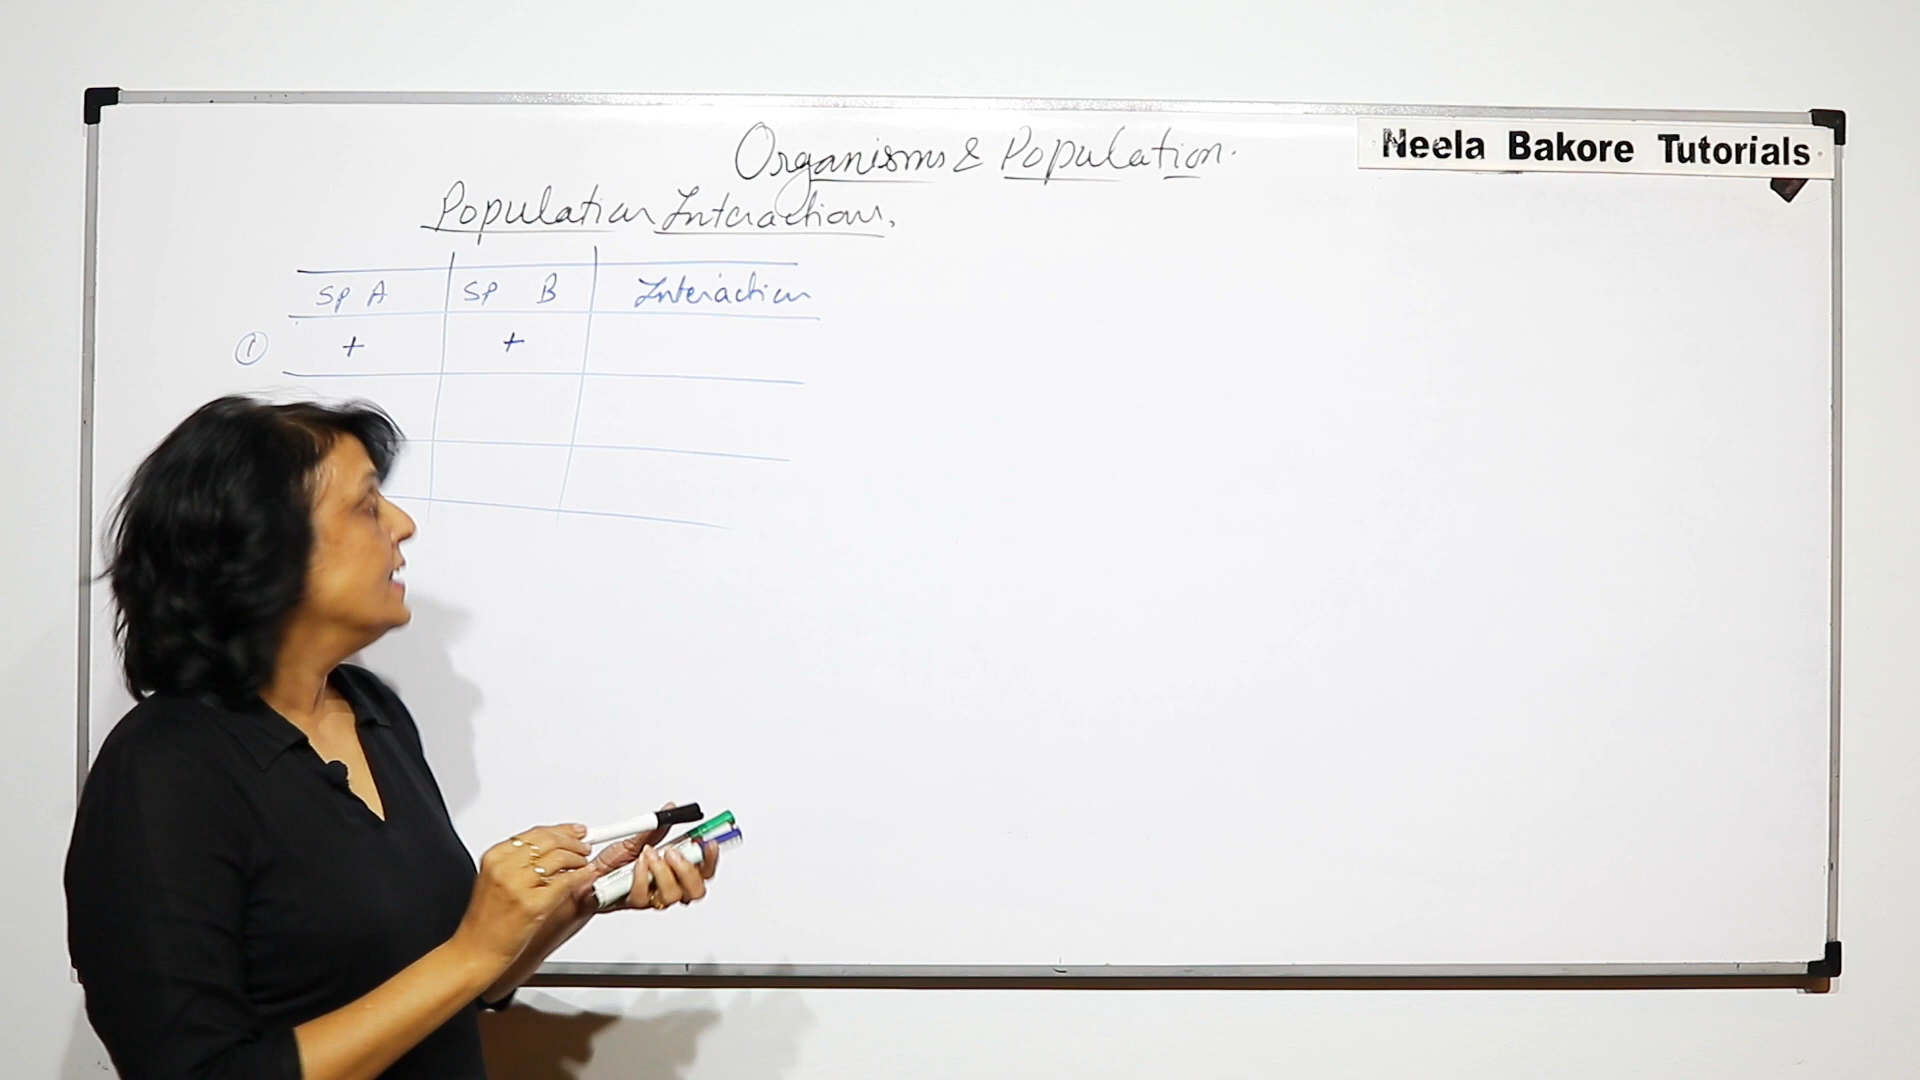 Organisms & Population.
Neela Bakore Tutorials
Population Interactions.
Sp A Sp B Interaction
① + +